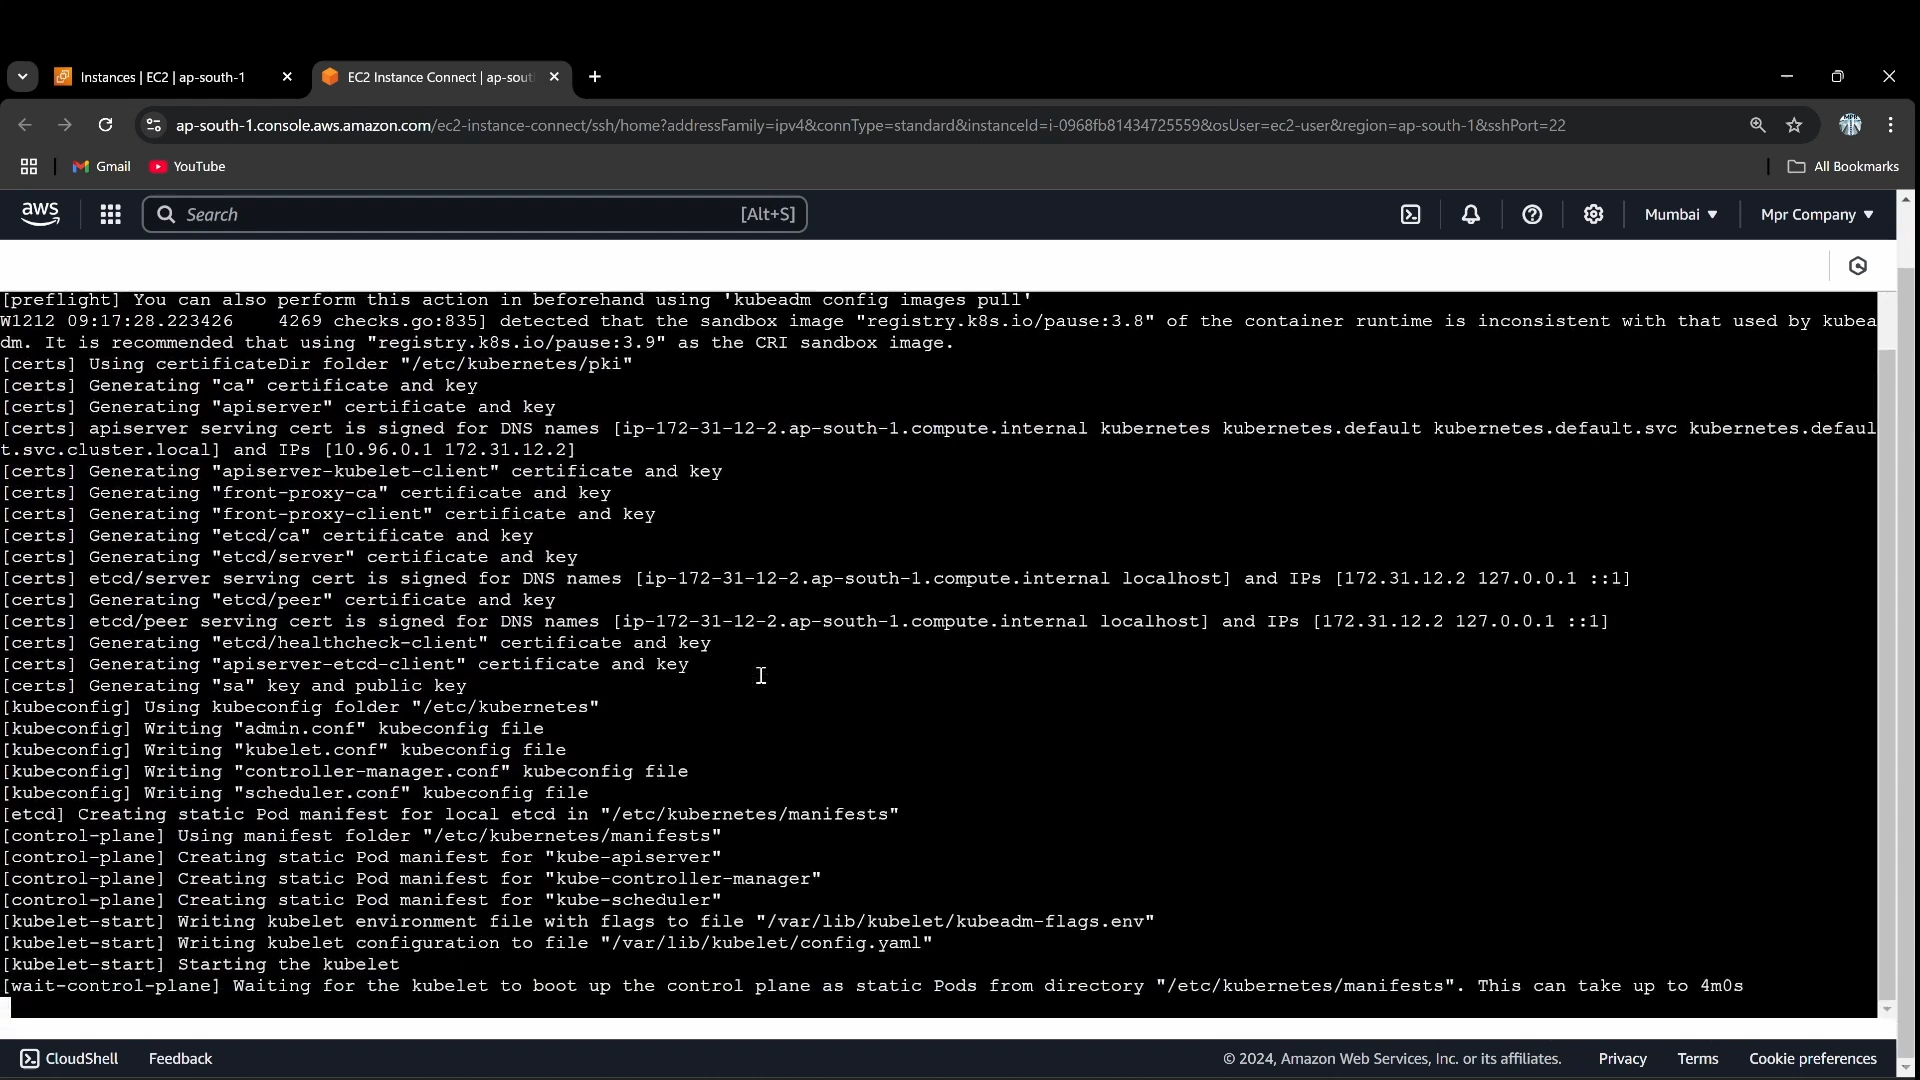 Instances | EC2 | ap-south-1
EC2 Instance Connect | ap-sout
ap-south-1.console.aws.amazon.com/ec2-instance-connect/ssh/home?addressFamily=ipv4&connType=standard&instanceId=i-0968fb81434725559&osUser=ec2-user&region=ap-south-1&sshPort=22
Gmail YouTube All Bookmarks
aws Search [Alt+S] Mumbai Mpr Company
[preflight] You can also perform this action in beforehand using 'kubeadm config images pull'
W1212 09:17:28.223426    4269 checks.go:835] detected that the sandbox image "registry.k8s.io/pause:3.8" of the container runtime is inconsistent with that used by kubea
dm. It is recommended that using "registry.k8s.io/pause:3.9" as the CRI sandbox image.
[certs] Using certificateDir folder "/etc/kubernetes/pki"
[certs] Generating "ca" certificate and key
[certs] Generating "apiserver" certificate and key
[certs] apiserver serving cert is signed for DNS names [ip-172-31-12-2.ap-south-1.compute.internal kubernetes kubernetes.default kubernetes.default.svc kubernetes.defaul
t.svc.cluster.local] and IPs [10.96.0.1 172.31.12.2]
[certs] Generating "apiserver-kubelet-client" certificate and key
[certs] Generating "front-proxy-ca" certificate and key
[certs] Generating "front-proxy-client" certificate and key
[certs] Generating "etcd/ca" certificate and key
[certs] Generating "etcd/server" certificate and key
[certs] etcd/server serving cert is signed for DNS names [ip-172-31-12-2.ap-south-1.compute.internal localhost] and IPs [172.31.12.2 127.0.0.1 ::1]
[certs] Generating "etcd/peer" certificate and key
[certs] etcd/peer serving cert is signed for DNS names [ip-172-31-12-2.ap-south-1.compute.internal localhost] and IPs [172.31.12.2 127.0.0.1 ::1]
[certs] Generating "etcd/healthcheck-client" certificate and key
[certs] Generating "apiserver-etcd-client" certificate and key
[certs] Generating "sa" key and public key
[kubeconfig] Using kubeconfig folder "/etc/kubernetes"
[kubeconfig] Writing "admin.conf" kubeconfig file
[kubeconfig] Writing "kubelet.conf" kubeconfig file
[kubeconfig] Writing "controller-manager.conf" kubeconfig file
[kubeconfig] Writing "scheduler.conf" kubeconfig file
[etcd] Creating static Pod manifest for local etcd in "/etc/kubernetes/manifests"
[control-plane] Using manifest folder "/etc/kubernetes/manifests"
[control-plane] Creating static Pod manifest for "kube-apiserver"
[control-plane] Creating static Pod manifest for "kube-controller-manager"
[control-plane] Creating static Pod manifest for "kube-scheduler"
[kubelet-start] Writing kubelet environment file with flags to file "/var/lib/kubelet/kubeadm-flags.env"
[kubelet-start] Writing kubelet configuration to file "/var/lib/kubelet/config.yaml"
[kubelet-start] Starting the kubelet
[wait-control-plane] Waiting for the kubelet to boot up the control plane as static Pods from directory "/etc/kubernetes/manifests". This can take up to 4m0s
CloudShell Feedback © 2024, Amazon Web Services, Inc. or its affiliates. Privacy Terms Cookie preferences